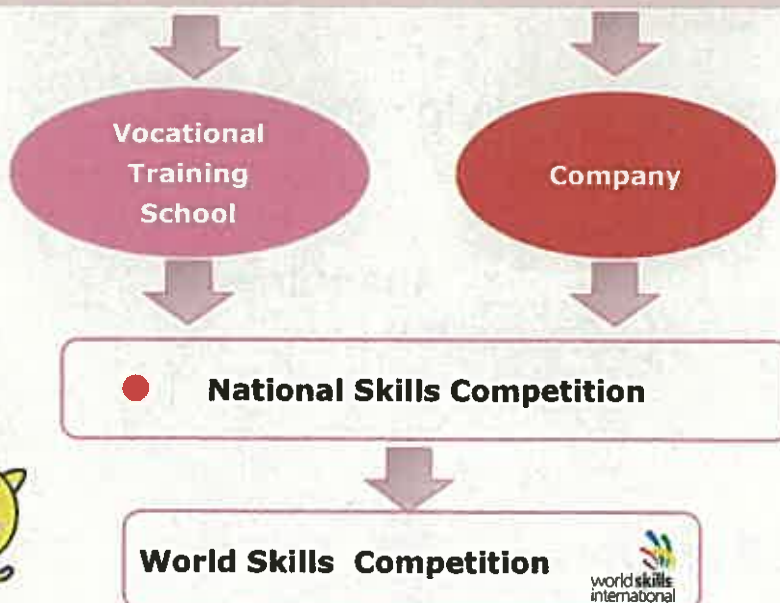 Vocational
Training
School
Company
National Skills Competition
World Skills Competition
worldskills
international